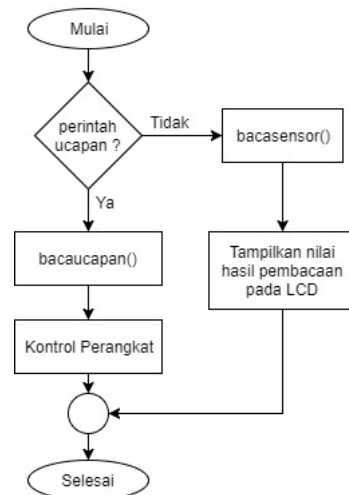 Mulai
perintah
ucapan ?
Tidak
bacasensor()
Ya
bacaucapan()
Tampilkan nilai
hasil pembacaan
pada LCD
Kontrol Perangkat
Selesai